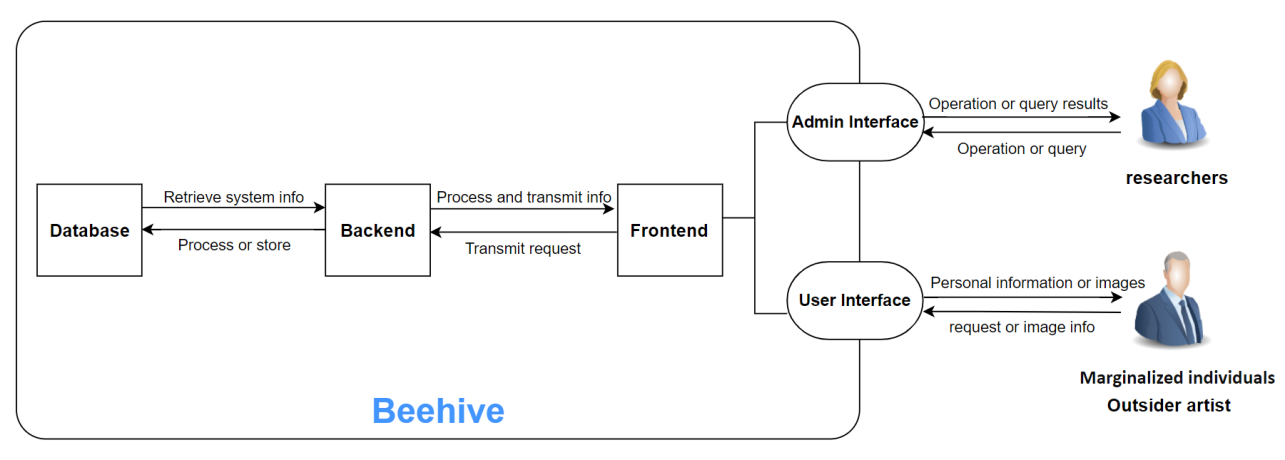 Operation or query results
Admin Interface
Operation or query
researchers
Retrieve system info
Process and transmit info
Database
Backend
Frontend
Process or store
Transmit request
Personal information or images
User Interface
request or image info
Marginalized individuals
Outsider artist
Beehive